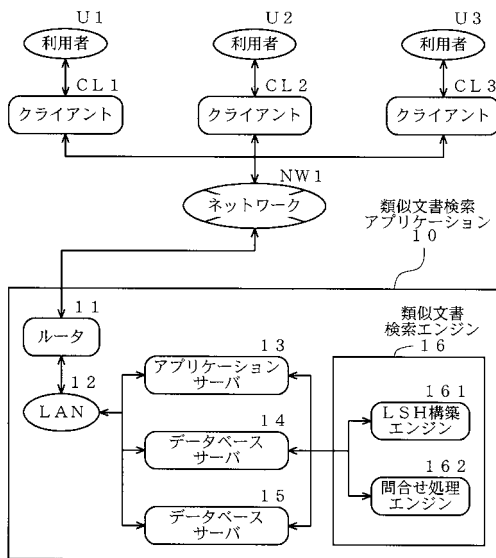 U1
U2
U3
利用者
利用者
利用者
CL1
CL2
CL3
クライアント
クライアント
クライアント
NW1
ネットワーク
類似文書検索
アプリケーション
10
11
ルータ
12
LAN
13
アプリケーション
サーバ
14
データベース
サーバ
15
データベース
サーバ
類似文書
検索エンジン
16
161
LSH構築
エンジン
162
問合せ処理
エンジン